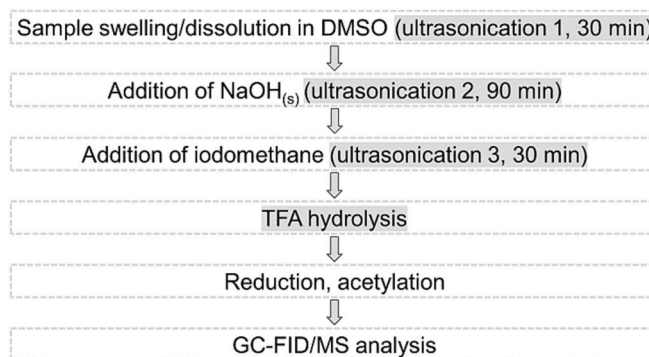 Sample swelling/dissolution in DMSO (ultrasonication 1, 30 min)
Addition of NaOH(s) (ultrasonication 2, 90 min)
Addition of iodomethane (ultrasonication 3, 30 min)
TFA hydrolysis
Reduction, acetylation
GC-FID/MS analysis